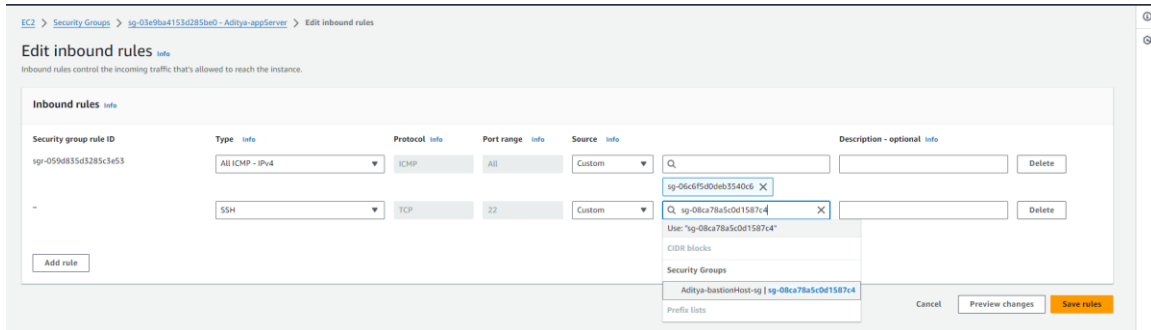 EC2 > Security Groups > sg-03e9ba4153d285be0 - Aditya-appServer > Edit inbound rules
Edit inbound rules Info
Inbound rules control the incoming traffic that's allowed to reach the instance.
Inbound rules Info
Security group rule ID Type Info Protocol Info Port range Info Source Info Description - optional Info
sgr-059d835d3285c3e53 All ICMP - IPv4 ICMP All Custom Delete
sg-06c6f5d0deb3540c6
– SSH TCP 22 Custom sg-08ca78a5c0d1587c4 Delete
Use: "sg-08ca78a5c0d1587c4"
CIDR blocks
Add rule
Security Groups
Aditya-bastionHost-sg | sg-08ca78a5c0d1587c4
Prefix lists
Cancel Preview changes Save rules